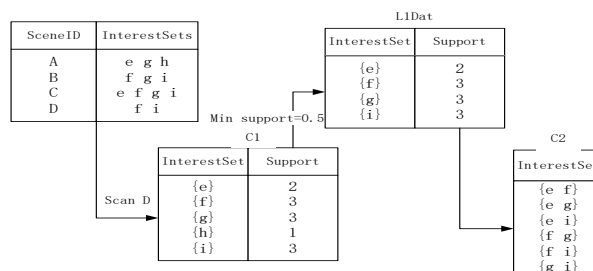 SceneID InterestSets
A e g h
B f g i
C e f g i
D f i
Scan D
C1
InterestSet Support
{e} 2
{f} 3
{g} 3
{h} 1
{i} 3
Min support=0.5
L1Dat
InterestSet Support
{e} 2
{f} 3
{g} 3
{i} 3
C2
InterestSe
{e f}
{e g}
{e i}
{f g}
{f i}
{g i}